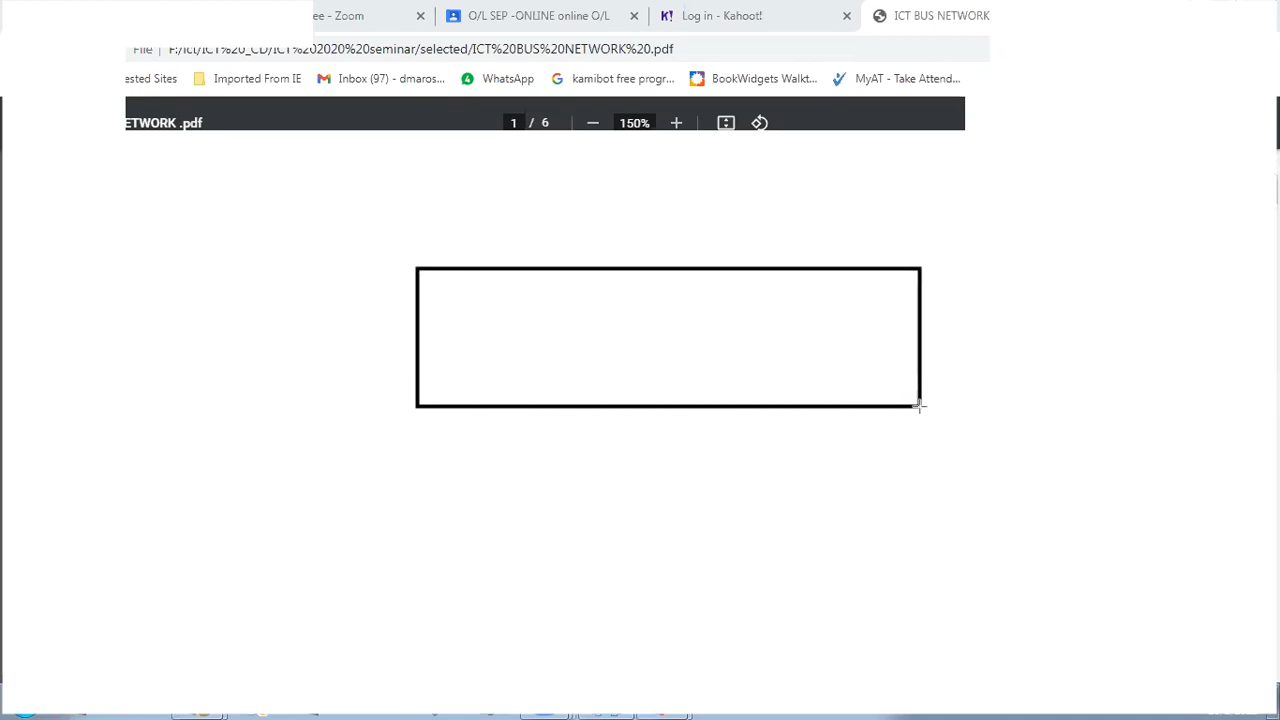 ee - Zoom
O/L SEP -ONLINE online O/L
K! Log in - Kahoot!
ICT BUS NETWORK
File F:/ict/ICT%20_CD/ICT%202020%20seminar/selected/ICT%20BUS%20NETWORK%20.pdf
ested Sites
Imported From IE
Inbox (97) - dmaros...
4 WhatsApp
kamibot free progr...
BookWidgets Walkt...
MyAT - Take Attend...
ETWORK .pdf
1 / 6
150%